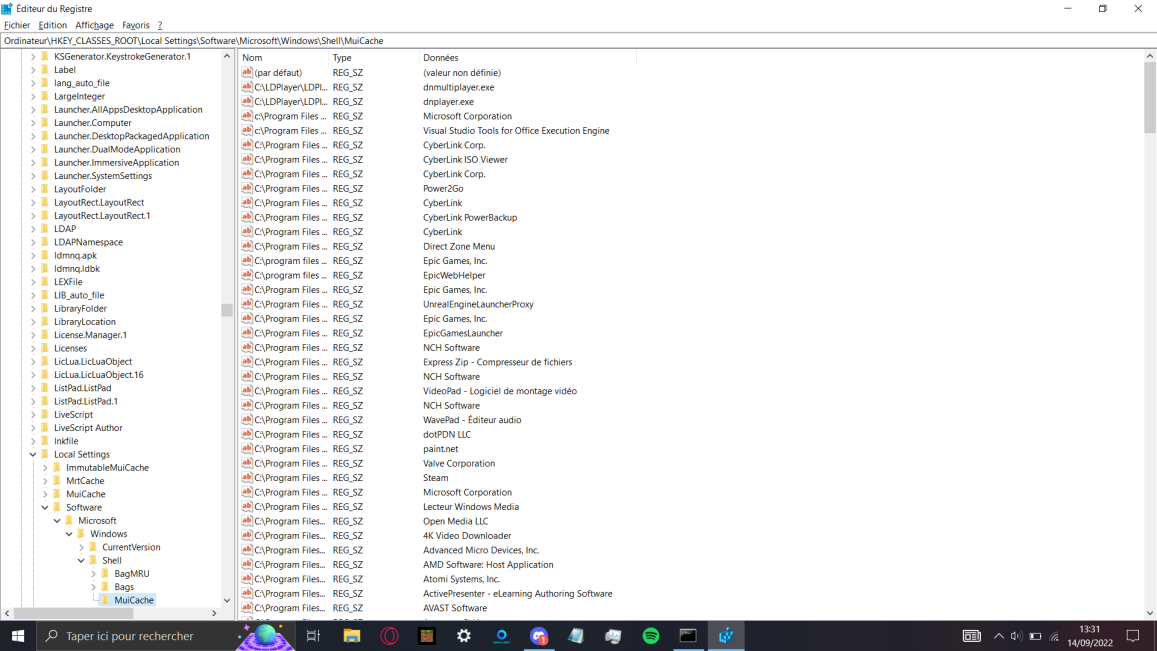 Éditeur du Registre
Fichier Edition Affichage Favoris ?
Ordinateur\HKEY_CLASSES_ROOT\Local Settings\Software\Microsoft\Windows\Shell\MuiCache
KSGenerator.KeystrokeGenerator.1
Label
lang_auto_file
LargeInteger
Launcher.AllAppsDesktopApplication
Launcher.Computer
Launcher.DesktopPackagedApplication
Launcher.DualModeApplication
Launcher.ImmersiveApplication
Launcher.SystemSettings
LayoutFolder
LayoutRect.LayoutRect
LayoutRect.LayoutRect.1
LDAP
LDAPNamespace
ldmnq.apk
ldmnq.ldbk
LEXFile
LIB_auto_file
LibraryFolder
LibraryLocation
License.Manager.1
Licenses
LicLua.LicLuaObject
LicLua.LicLuaObject.16
ListPad.ListPad
ListPad.ListPad.1
LiveScript
LiveScript Author
lnkfile
Local Settings
ImmutableMuiCache
MrtCache
MuiCache
Software
Microsoft
Windows
CurrentVersion
Shell
BagMRU
Bags
MuiCache
Nom Type Données
(par défaut) REG_SZ (valeur non définie)
C:\LDPlayer\LDPl... REG_SZ dnmultiplayer.exe
C:\LDPlayer\LDPl... REG_SZ dnplayer.exe
c:\Program Files ... REG_SZ Microsoft Corporation
c:\Program Files ... REG_SZ Visual Studio Tools for Office Execution Engine
C:\Program Files ... REG_SZ CyberLink Corp.
C:\Program Files ... REG_SZ CyberLink ISO Viewer
C:\Program Files ... REG_SZ CyberLink Corp.
C:\Program Files ... REG_SZ Power2Go
C:\Program Files ... REG_SZ CyberLink
C:\Program Files ... REG_SZ CyberLink PowerBackup
C:\Program Files ... REG_SZ CyberLink
C:\Program Files ... REG_SZ Direct Zone Menu
C:\program files ... REG_SZ Epic Games, Inc.
C:\program files ... REG_SZ EpicWebHelper
C:\Program Files ... REG_SZ Epic Games, Inc.
C:\Program Files ... REG_SZ UnrealEngineLauncherProxy
C:\Program Files ... REG_SZ Epic Games, Inc.
C:\Program Files ... REG_SZ EpicGamesLauncher
C:\Program Files ... REG_SZ NCH Software
C:\Program Files ... REG_SZ Express Zip - Compresseur de fichiers
C:\Program Files ... REG_SZ NCH Software
C:\Program Files ... REG_SZ VideoPad - Logiciel de montage vidéo
C:\Program Files ... REG_SZ NCH Software
C:\Program Files ... REG_SZ WavePad - Éditeur audio
C:\Program Files ... REG_SZ dotPDN LLC
C:\Program Files ... REG_SZ paint.net
C:\Program Files ... REG_SZ Valve Corporation
C:\Program Files ... REG_SZ Steam
C:\Program Files ... REG_SZ Microsoft Corporation
C:\Program Files ... REG_SZ Lecteur Windows Media
C:\Program Files... REG_SZ Open Media LLC
C:\Program Files... REG_SZ 4K Video Downloader
C:\Program Files... REG_SZ Advanced Micro Devices, Inc.
C:\Program Files... REG_SZ AMD Software: Host Application
C:\Program Files... REG_SZ Atomi Systems, Inc.
C:\Program Files... REG_SZ ActivePresenter - eLearning Authoring Software
C:\Program Files... REG_SZ AVAST Software
Taper ici pour rechercher
13:31
14/09/2022